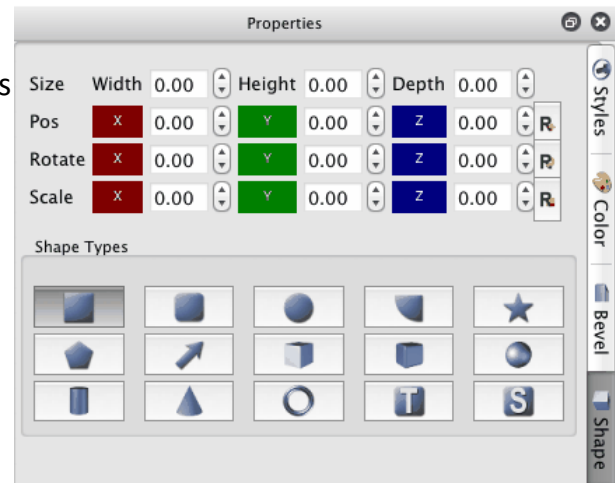 Properties
s
Size Width 0.00 Height 0.00 Depth 0.00
Pos X 0.00 Y 0.00 Z 0.00 R
Rotate X 0.00 Y 0.00 Z 0.00 R
Scale X 0.00 Y 0.00 Z 0.00 R
Shape Types
T S
Styles
Color
Bevel
Shape